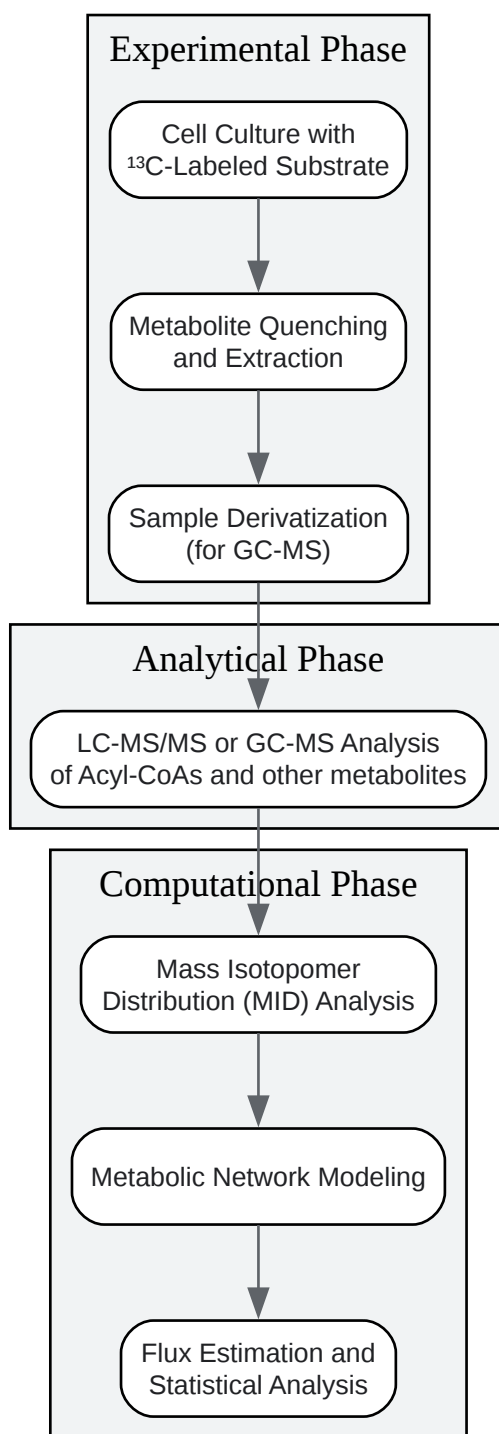 Experimental Phase
Cell Culture with
¹³C-Labeled Substrate
Metabolite Quenching
and Extraction
Sample Derivatization
(for GC-MS)
Analytical Phase
LC-MS/MS or GC-MS Analysis
of Acyl-CoAs and other metabolites
Computational Phase
Mass Isotopomer
Distribution (MID) Analysis
Metabolic Network Modeling
Flux Estimation and
Statistical Analysis